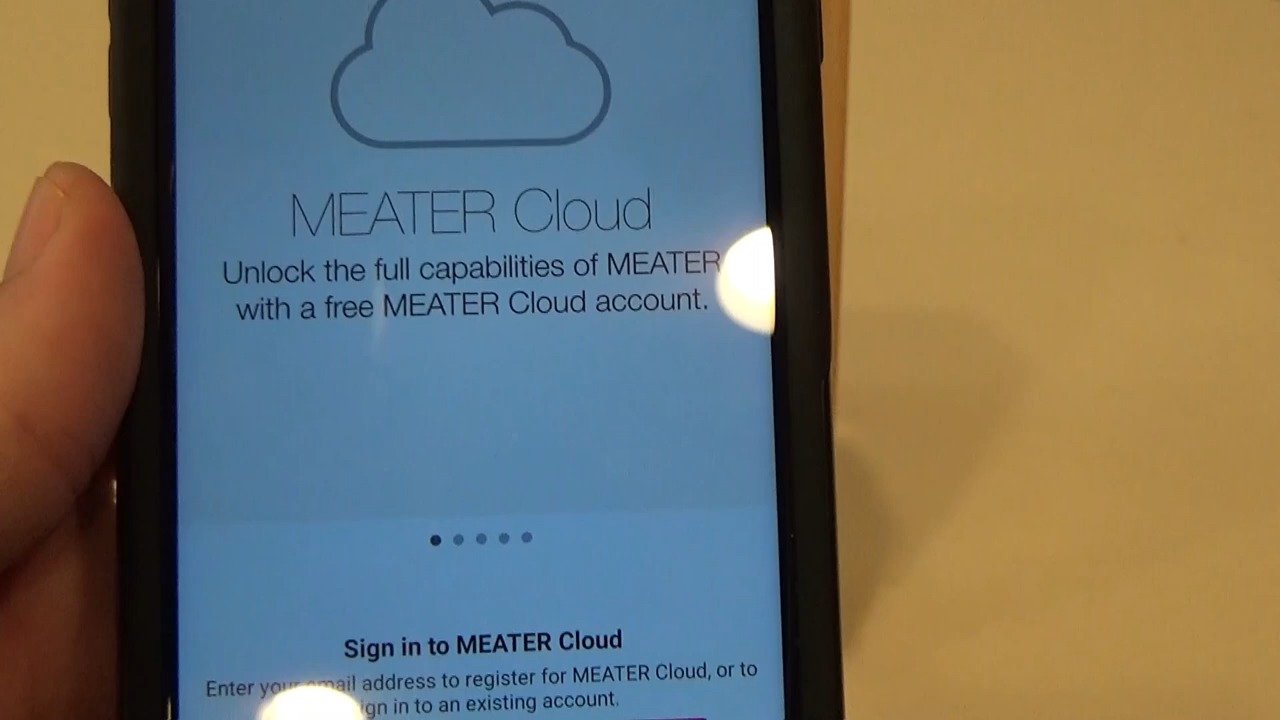 MEATER Cloud
Unlock the full capabilities of MEATER
with a free MEATER Cloud account.
Sign in to MEATER Cloud
Enter your email address to register for MEATER Cloud, or to
sign in to an existing account.